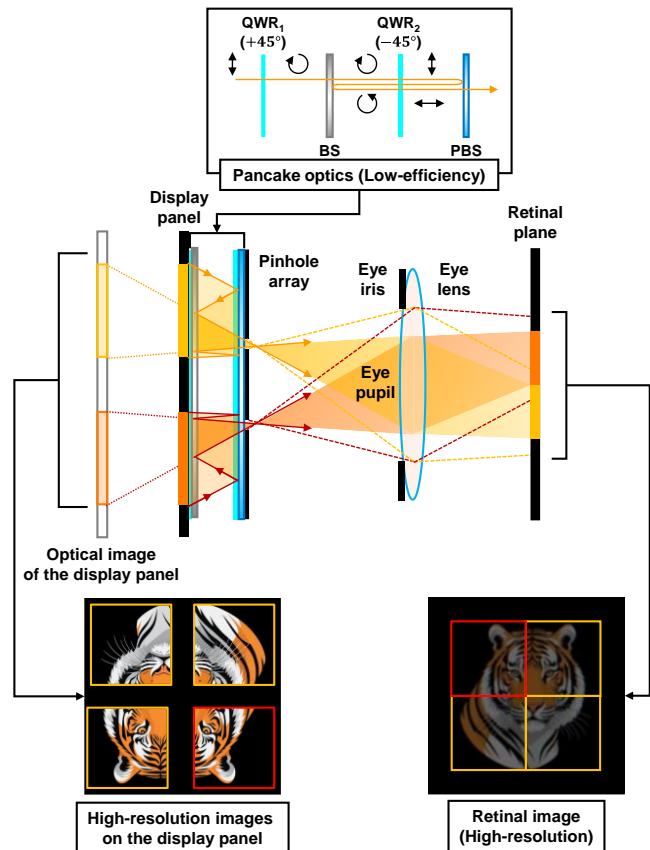 QWR₁
(+45°)
QWR₂
(−45°)
BS
PBS
Pancake optics (Low-efficiency)
Display
panel
Pinhole
array
Eye
iris
Eye
lens
Retinal
plane
Eye
pupil
Optical image
of the display panel
High-resolution images
on the display panel
Retinal image
(High-resolution)